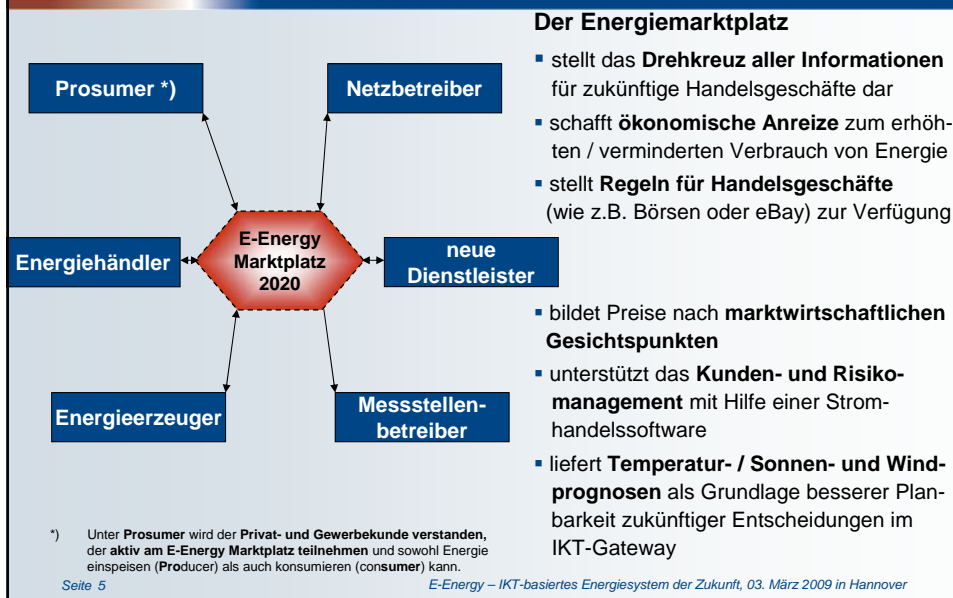 Der Energiemarktplatz
Prosumer *)
Netzbetreiber
E-Energy
Marktplatz
2020
Energiehändler
neue
Dienstleister
Energieerzeuger
Messstellen-
betreiber
▪ stellt das Drehkreuz aller Informationen
für zukünftige Handelsgeschäfte dar
▪ schafft ökonomische Anreize zum erhöh-
ten / verminderten Verbrauch von Energie
▪ stellt Regeln für Handelsgeschäfte
(wie z.B. Börsen oder eBay) zur Verfügung
▪ bildet Preise nach marktwirtschaftlichen
Gesichtspunkten
▪ unterstützt das Kunden- und Risiko-
management mit Hilfe einer Strom-
handelssoftware
▪ liefert Temperatur- / Sonnen- und Wind-
prognosen als Grundlage besserer Plan-
barkeit zukünftiger Entscheidungen im
IKT-Gateway
*) Unter Prosumer wird der Privat- und Gewerbekunde verstanden,
der aktiv am E-Energy Marktplatz teilnehmen und sowohl Energie
einspeisen (Producer) als auch konsumieren (consumer) kann.
Seite 5
E-Energy – IKT-basiertes Energiesystem der Zukunft, 03. März 2009 in Hannover